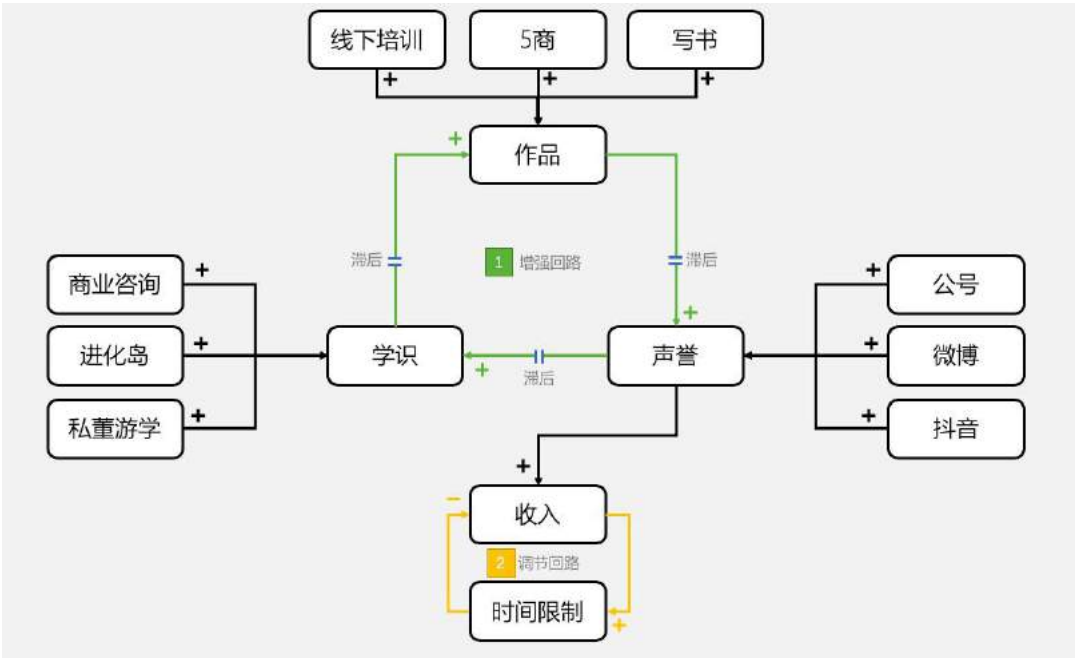 线下培训
5商
写书
+
+
+
+
作品
滞后
1 增强回路
滞后
商业咨询
+
+
公号
+
进化岛
+
学识
+
滞后
声誉
+
微博
私董游学
+
+
抖音
+
−
收入
2 调节回路
时间限制
+